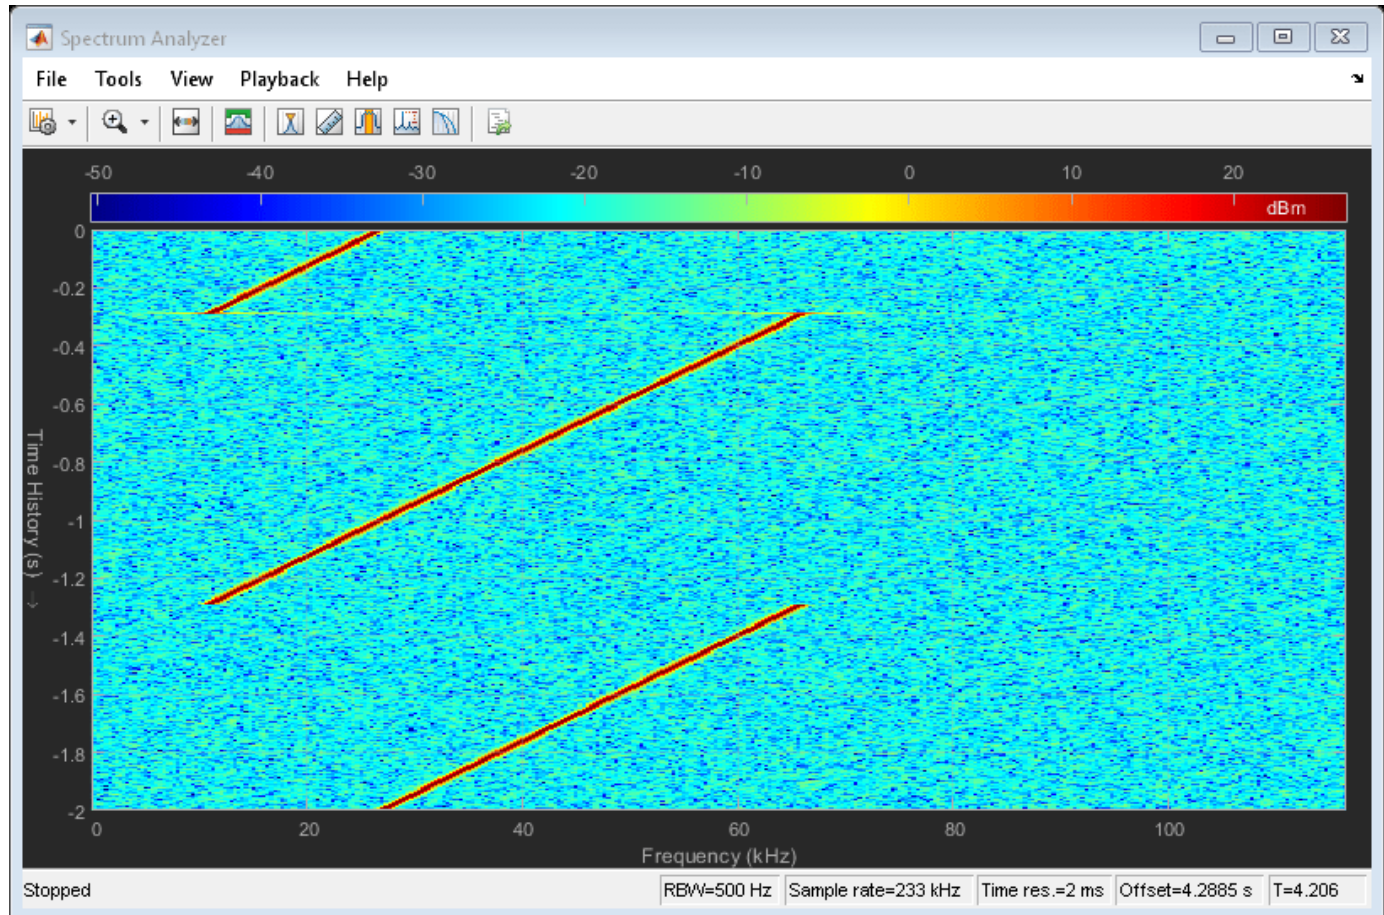 Spectrum Analyzer
File Tools View Playback Help
-50 -40 -30 -20 -10 0 10 20
dBm
0
-0.2
-0.4
-0.6
-0.8
-1
-1.2
-1.4
-1.6
-1.8
-2
Time History (s) →
0 20 40 60 80 100
Frequency (kHz)
Stopped RBW=500 Hz Sample rate=233 kHz Time res.=2 ms Offset=4.2885 s T=4.206